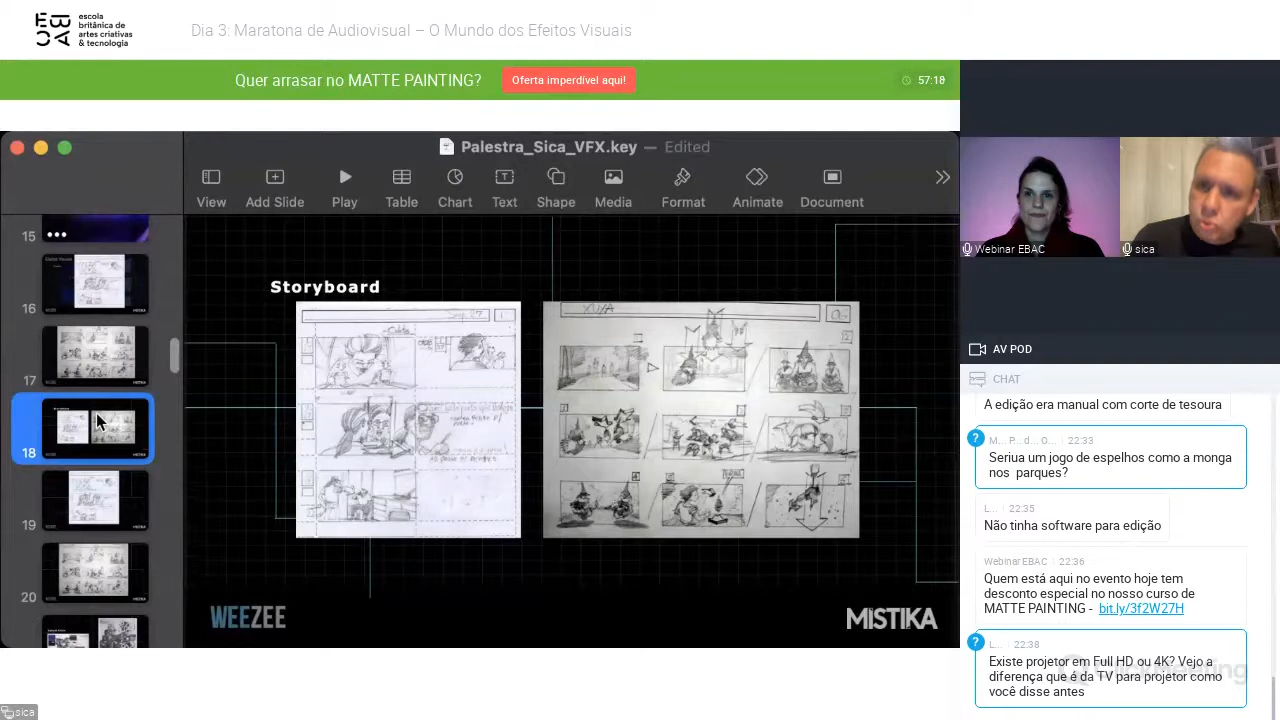 escola
britânica de
artes criativas
& tecnologia
Dia 3: Maratona de Audiovisual – O Mundo dos Efeitos Visuais
Quer arrasar no MATTE PAINTING?
Oferta imperdível aqui!
57:18
Palestra_Sica_VFX.key — Edited
View
Add Slide
Play
Table
Chart
Text
Shape
Media
Format
Animate
Document
15
16
17
18
19
20
Storyboard
XUXA
WEEZEE
MISTIKA
Webinar EBAC
sica
AV POD
CHAT
A edição era manual com corte de tesoura
M... P... d... O... 22:33
Seriua um jogo de espelhos como a monga
nos parques?
L... 22:35
Não tinha software para edição
Webinar EBAC 22:36
Quem está aqui no evento hoje tem
desconto especial no nosso curso de
MATTE PAINTING - bit.ly/3f2W27H
L... 22:38
Existe projetor em Full HD ou 4K? Vejo a
diferença que é da TV para projetor como
você disse antes
sica